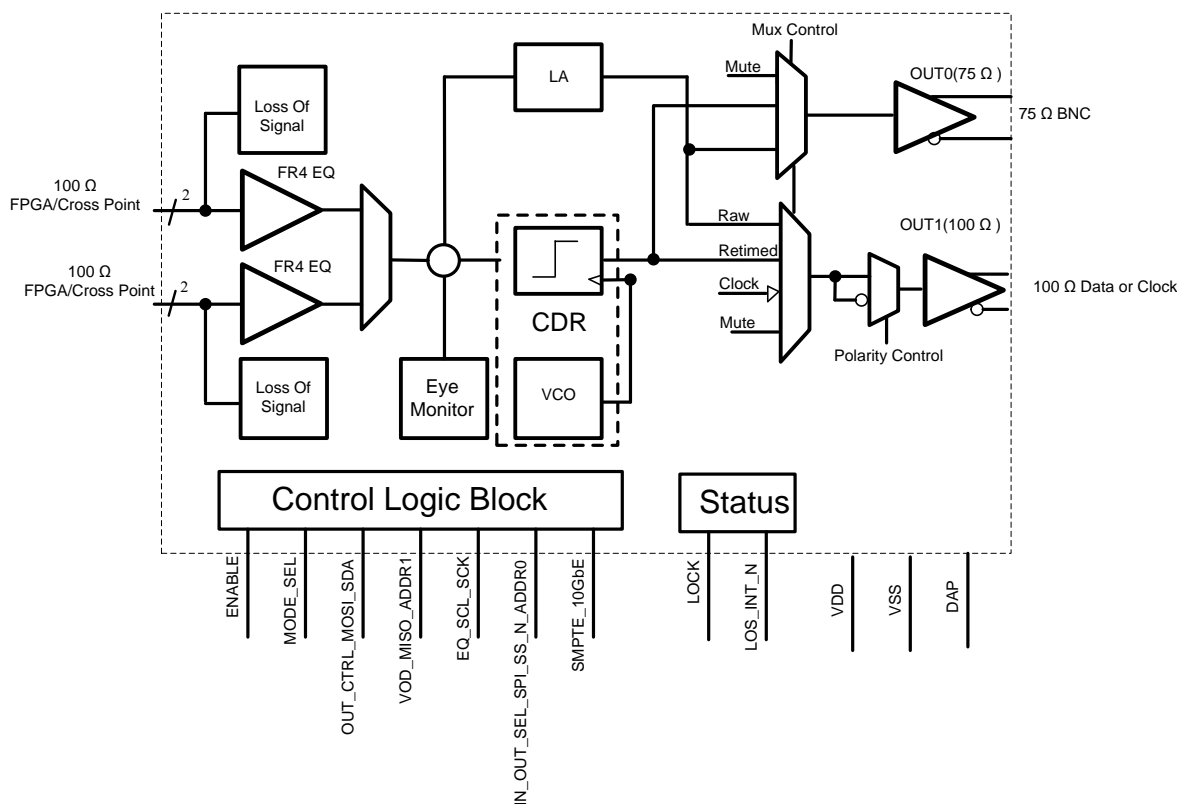 Mux Control
Mute
LA
OUT0(75 Ω )
Loss Of
Signal
75 Ω BNC
FR4 EQ
100 Ω
FPGA/Cross Point
2
Raw
OUT1(100 Ω )
Retimed
FR4 EQ
100 Ω
FPGA/Cross Point
2
Clock
100 Ω Data or Clock
CDR
Mute
Polarity Control
Loss Of
Signal
Eye
Monitor
VCO
Control Logic Block
Status
ENABLE
MODE_SEL
OUT_CTRL_MOSI_SDA
VOD_MISO_ADDR1
EQ_SCL_SCK
IN_OUT_SEL_SPI_SS_N_ADDR0
SMPTE_10GbE
LOCK
LOS_INT_N
VDD
VSS
DAP